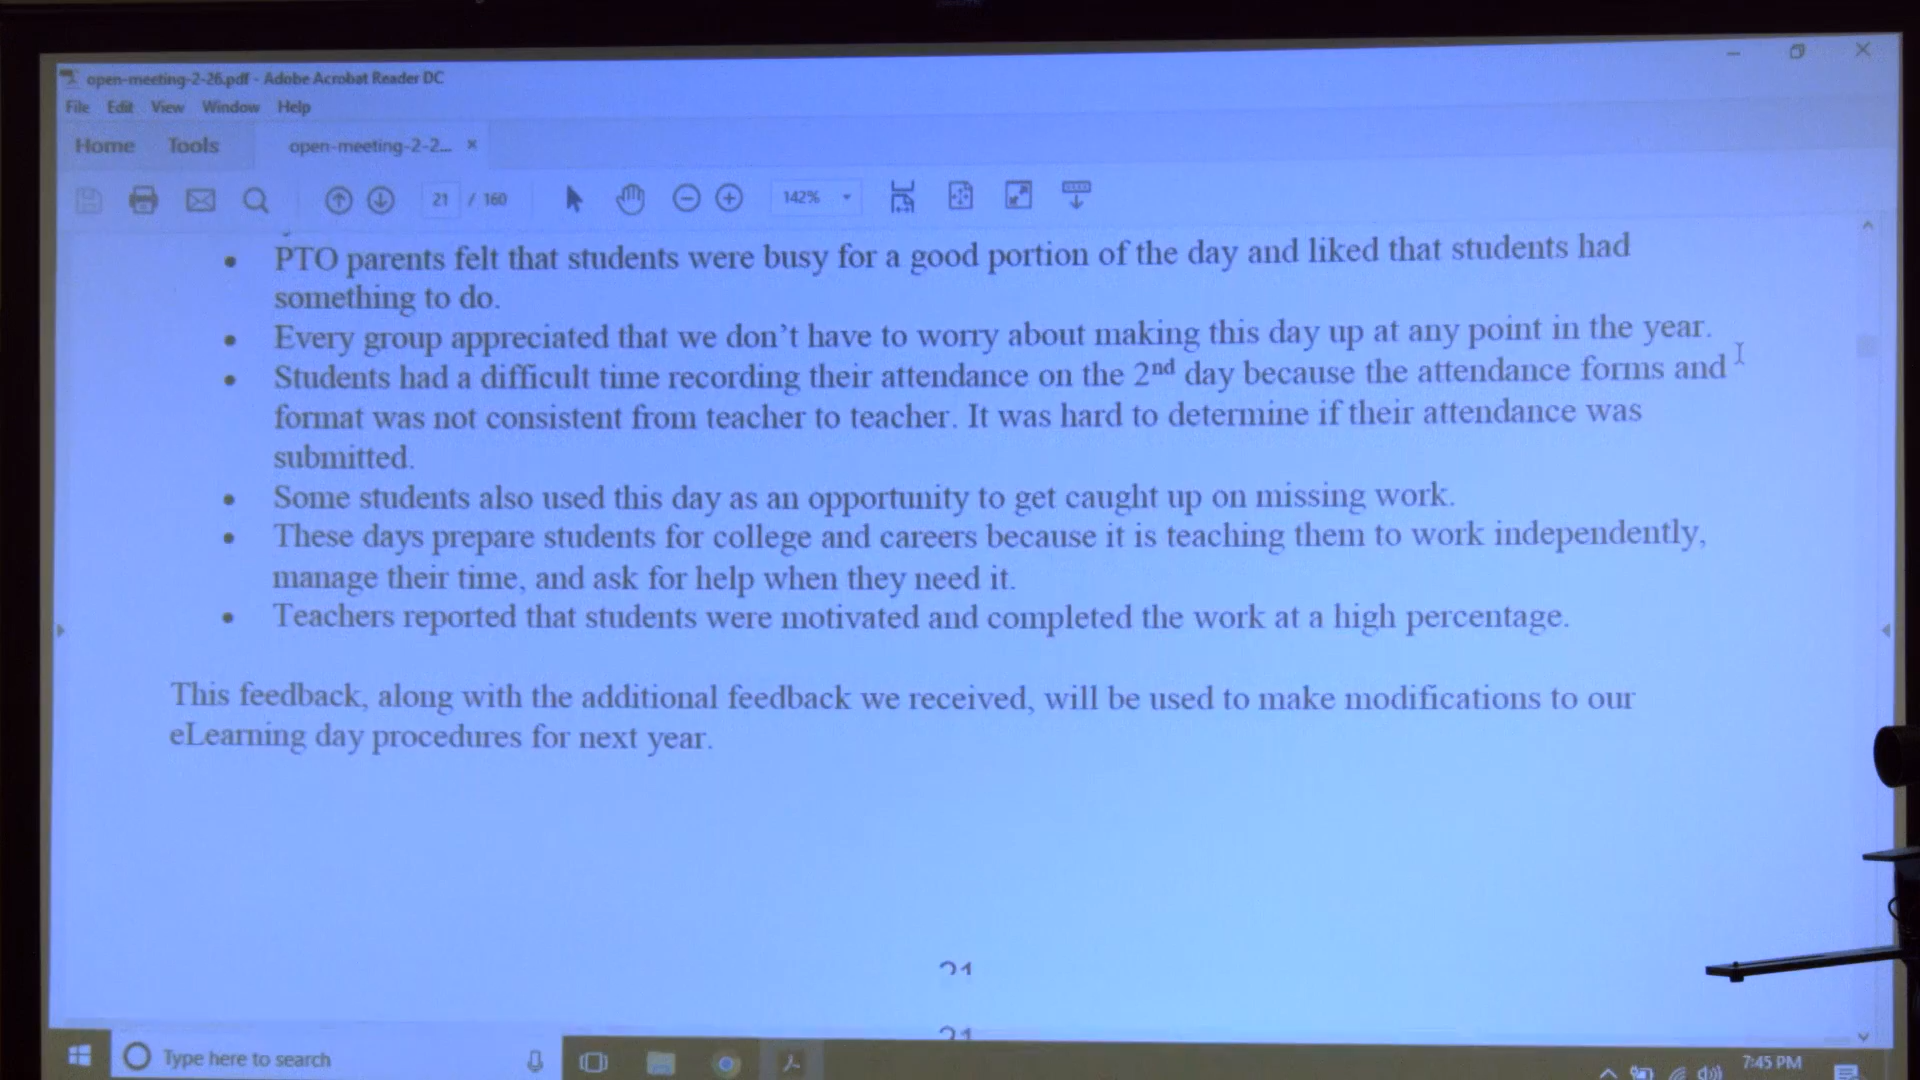 open-meeting-2-26.pdf - Adobe Acrobat Reader DC
File Edit View Window Help
Home Tools open-meeting-2-2... ×
21 / 160 142%
• PTO parents felt that students were busy for a good portion of the day and liked that students had
something to do.
• Every group appreciated that we don’t have to worry about making this day up at any point in the year.
• Students had a difficult time recording their attendance on the 2nd day because the attendance forms and
format was not consistent from teacher to teacher. It was hard to determine if their attendance was
submitted.
• Some students also used this day as an opportunity to get caught up on missing work.
• These days prepare students for college and careers because it is teaching them to work independently,
manage their time, and ask for help when they need it.
• Teachers reported that students were motivated and completed the work at a high percentage.
This feedback, along with the additional feedback we received, will be used to make modifications to our
eLearning day procedures for next year.
21
21
Type here to search
7:45 PM